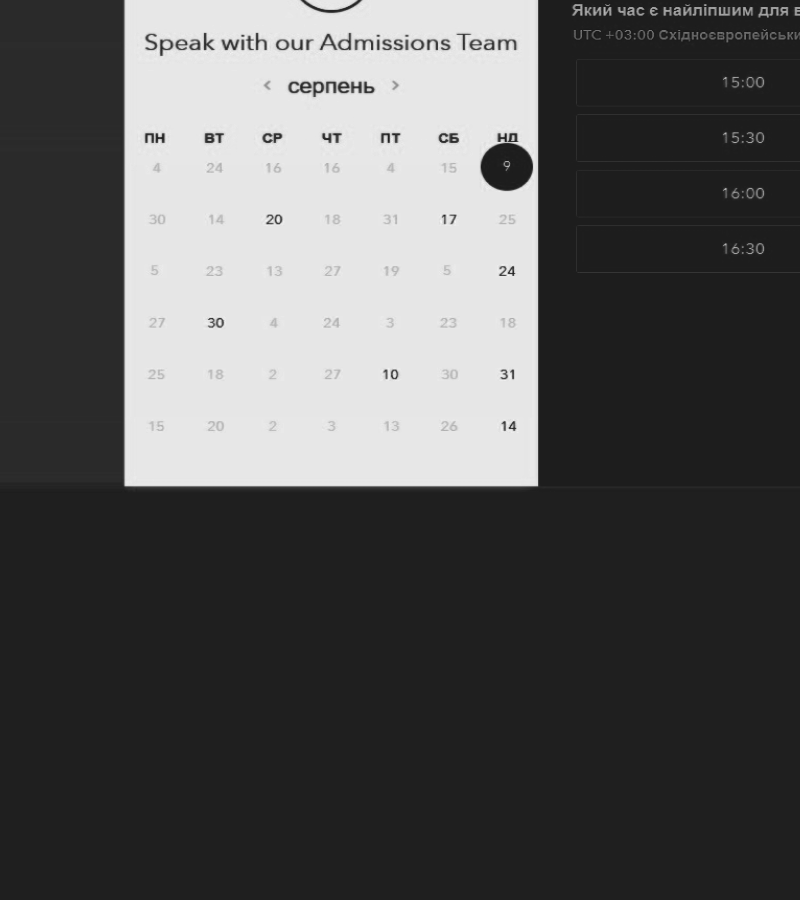 Speak with our Admissions Team
< серпень >
ПН ВТ СР ЧТ ПТ СБ НД
4 24 16 16 4 15 9
30 14 20 18 31 17 25
5 23 13 27 19 5 24
27 30 4 24 3 23 18
25 18 2 27 10 30 31
15 20 2 3 13 26 14
Який час є найліпшим для в
UTC +03:00 Східноєвропейськи
15:00
15:30
16:00
16:30